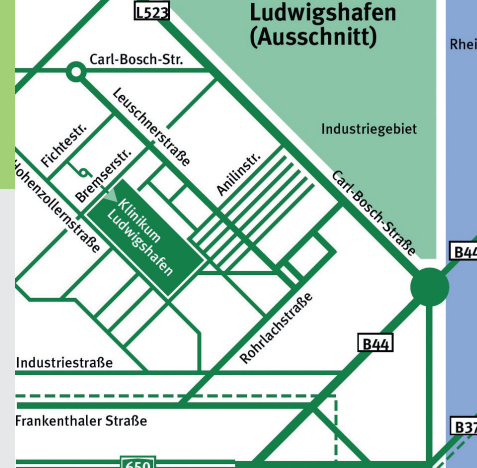 L523
Ludwigshafen
(Ausschnitt)
Rhei
Carl-Bosch-Str.
Leuschnerstraße
Industriegebiet
Fichtestr.
Bremserstr.
Anilinstr.
Hohenzollernstraße
Carl-Bosch-Straße
Klinikum
Ludwigshafen
B44
Rohrlachstraße
B44
Industriestraße
Frankenthaler Straße
B37
650